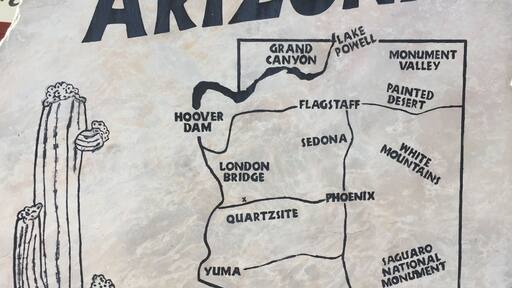 ARIZONA
LAKE
POWELL
GRAND
CANYON
MONUMENT
VALLEY
PAINTED
DESERT
HOOVER
DAM
FLAGSTAFF
SEDONA
WHITE
MOUNTAINS
LONDON
BRIDGE
x
PHOENIX
QUARTZSITE
YUMA
SAGUARO
NATIONAL
MONUMENT